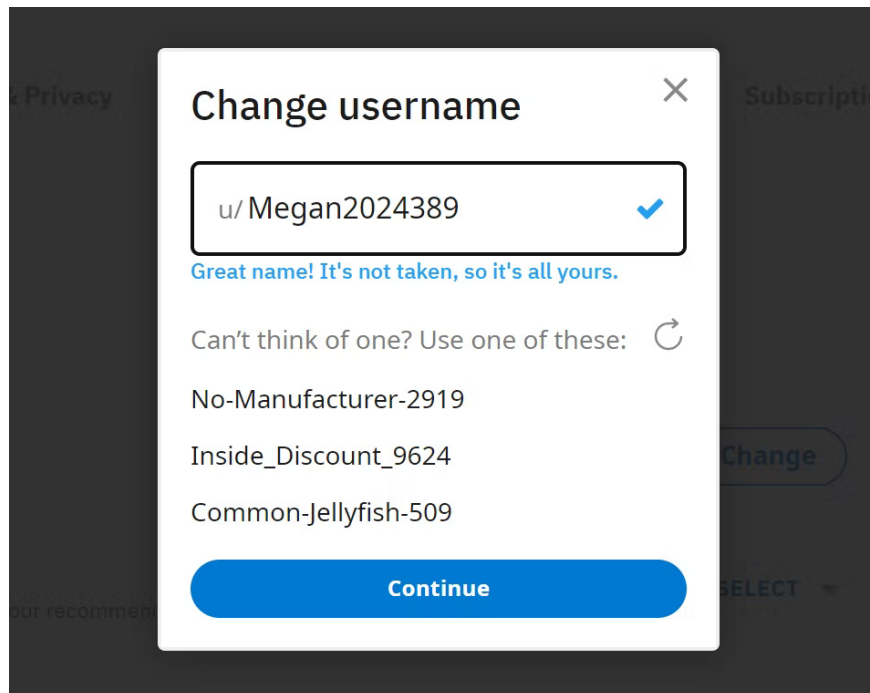 & Privacy
Subscripti
Change username
u/ Megan2024389
Great name! It's not taken, so it's all yours.
Can't think of one? Use one of these:
No-Manufacturer-2919
Inside_Discount_9624
Common-Jellyfish-509
Change
Continue
SELECT
our recommend